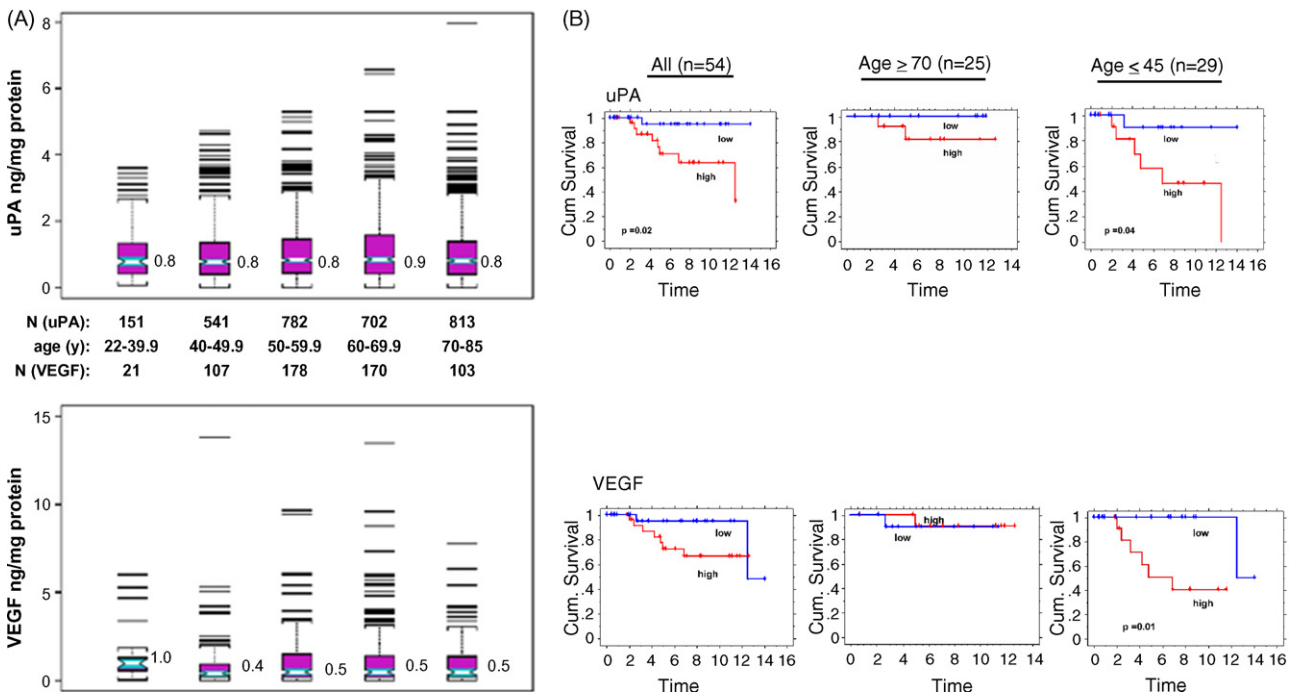 (A)
uPA ng/mg protein
8
6
4
2
0
0.8
0.8
0.8
0.9
0.8
N (uPA): 151 541 782 702 813
age (y): 22-39.9 40-49.9 50-59.9 60-69.9 70-85
N (VEGF): 21 107 178 170 103
VEGF ng/mg protein
15
10
5
0
1.0
0.4
0.5
0.5
0.5
(B)
All (n=54)
Age ≥ 70 (n=25)
Age ≤ 45 (n=29)
uPA
Cum Survival
1
.8
.6
.4
.2
0
low
high
p =0.02
0 2 4 6 8 10 12 14 16
Time
Cum Survival
1
.8
.6
.4
.2
0
low
high
0 2 4 6 8 10 12 14
Time
Cum Survival
1
.8
.6
.4
.2
0
low
high
p =0.04
0 2 4 6 8 10 12 14 16
Time
VEGF
Cum. Survival
1
.8
.6
.4
.2
0
low
high
0 2 4 6 8 10 12 14 16
Time
Cum. Survival
1
.8
.6
.4
.2
0
high
low
0 2 4 6 8 10 12 14
Time
Cum. Survival
1
.8
.6
.4
.2
0
low
high
p =0.01
0 2 4 6 8 10 12 14 16
Time